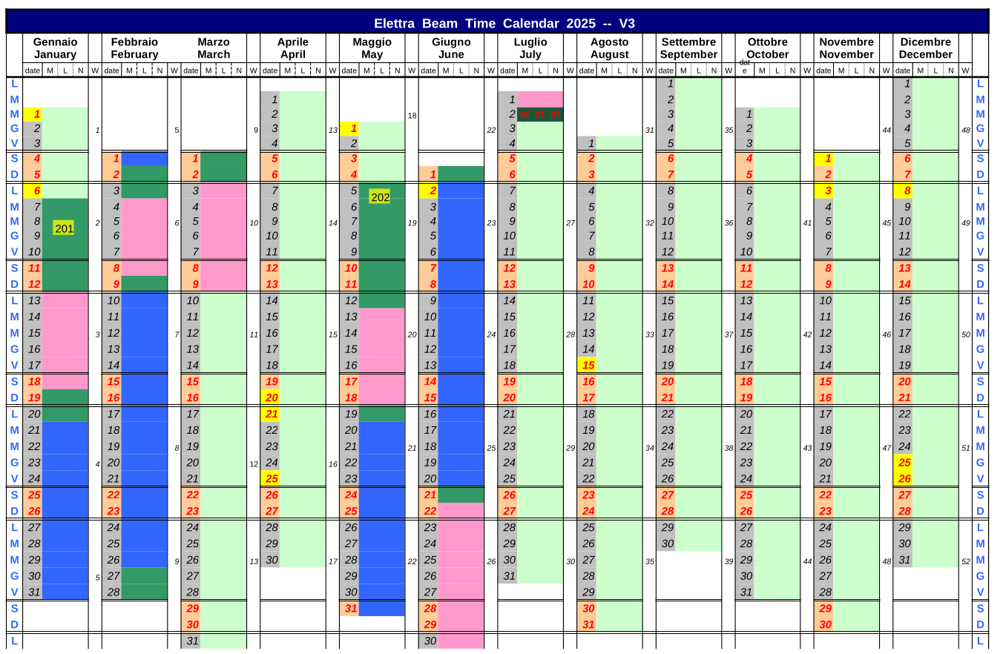 Elettra Beam Time Calendar 2025 -- V3
Gennaio Febbraio Marzo Aprile Maggio Giugno Luglio Agosto Settembre Ottobre Novembre Dicembre
January February March April May June July August September October November December
date M L N W date M L N W date M L N W date M L N W date M L N W date M L N W date M L N W date M L N W date M L N W date M L N W date M L N W date M L N W
L 1 1 L
M 1 1 2 2 M
M 1 2 18 2 af af af 3 1 3 M
G 2 1 5 9 3 13 1 22 3 31 4 35 2 44 4 48 G
V 3 4 2 4 1 5 3 5 V
S 4 1 1 5 3 5 2 6 4 1 6 S
D 5 2 2 6 4 1 6 3 7 5 2 7 D
L 6 3 3 7 5 202 2 7 4 8 6 3 8 L
M 7 4 4 8 6 3 8 5 9 7 4 9 M
M 8 201 2 5 6 5 10 9 14 7 19 4 23 9 27 6 32 10 36 8 41 5 45 10 49 M
G 9 6 6 10 8 5 10 7 11 9 6 11 G
V 10 7 7 11 9 6 11 8 12 10 7 12 V
S 11 8 8 12 10 7 12 9 13 11 8 13 S
D 12 9 9 13 11 8 13 10 14 12 9 14 D
L 13 10 10 14 12 9 14 11 15 13 10 15 L
M 14 11 11 15 13 10 15 12 16 14 11 16 M
M 15 3 12 7 12 11 16 15 14 20 11 24 16 28 13 33 17 37 15 42 12 46 17 50 M
G 16 13 13 17 15 12 17 14 18 16 13 18 G
V 17 14 14 18 16 13 18 15 19 17 14 19 V
S 18 15 15 19 17 14 19 16 20 18 15 20 S
D 19 16 16 20 18 15 20 17 21 19 16 21 D
L 20 17 17 21 19 16 21 18 22 20 17 22 L
M 21 18 18 22 20 17 22 19 23 21 18 23 M
M 22 19 8 19 23 21 21 18 25 23 29 20 34 24 38 22 43 19 47 24 51 M
G 23 4 20 20 12 24 16 22 19 24 21 25 23 20 25 G
V 24 21 21 25 23 20 25 22 26 24 21 26 V
S 25 22 22 26 24 21 26 23 27 25 22 27 S
D 26 23 23 27 25 22 27 24 28 26 23 28 D
L 27 24 24 28 26 23 28 25 29 27 24 29 L
M 28 25 25 29 27 24 29 26 30 28 25 30 M
M 29 26 9 26 13 30 17 28 22 25 26 30 30 27 35 39 29 44 26 48 31 52 M
G 30 5 27 27 29 26 31 28 30 27 G
V 31 28 28 30 27 29 31 28 V
S 29 31 28 30 29 S
D 30 29 31 30 D
L 31 30 L